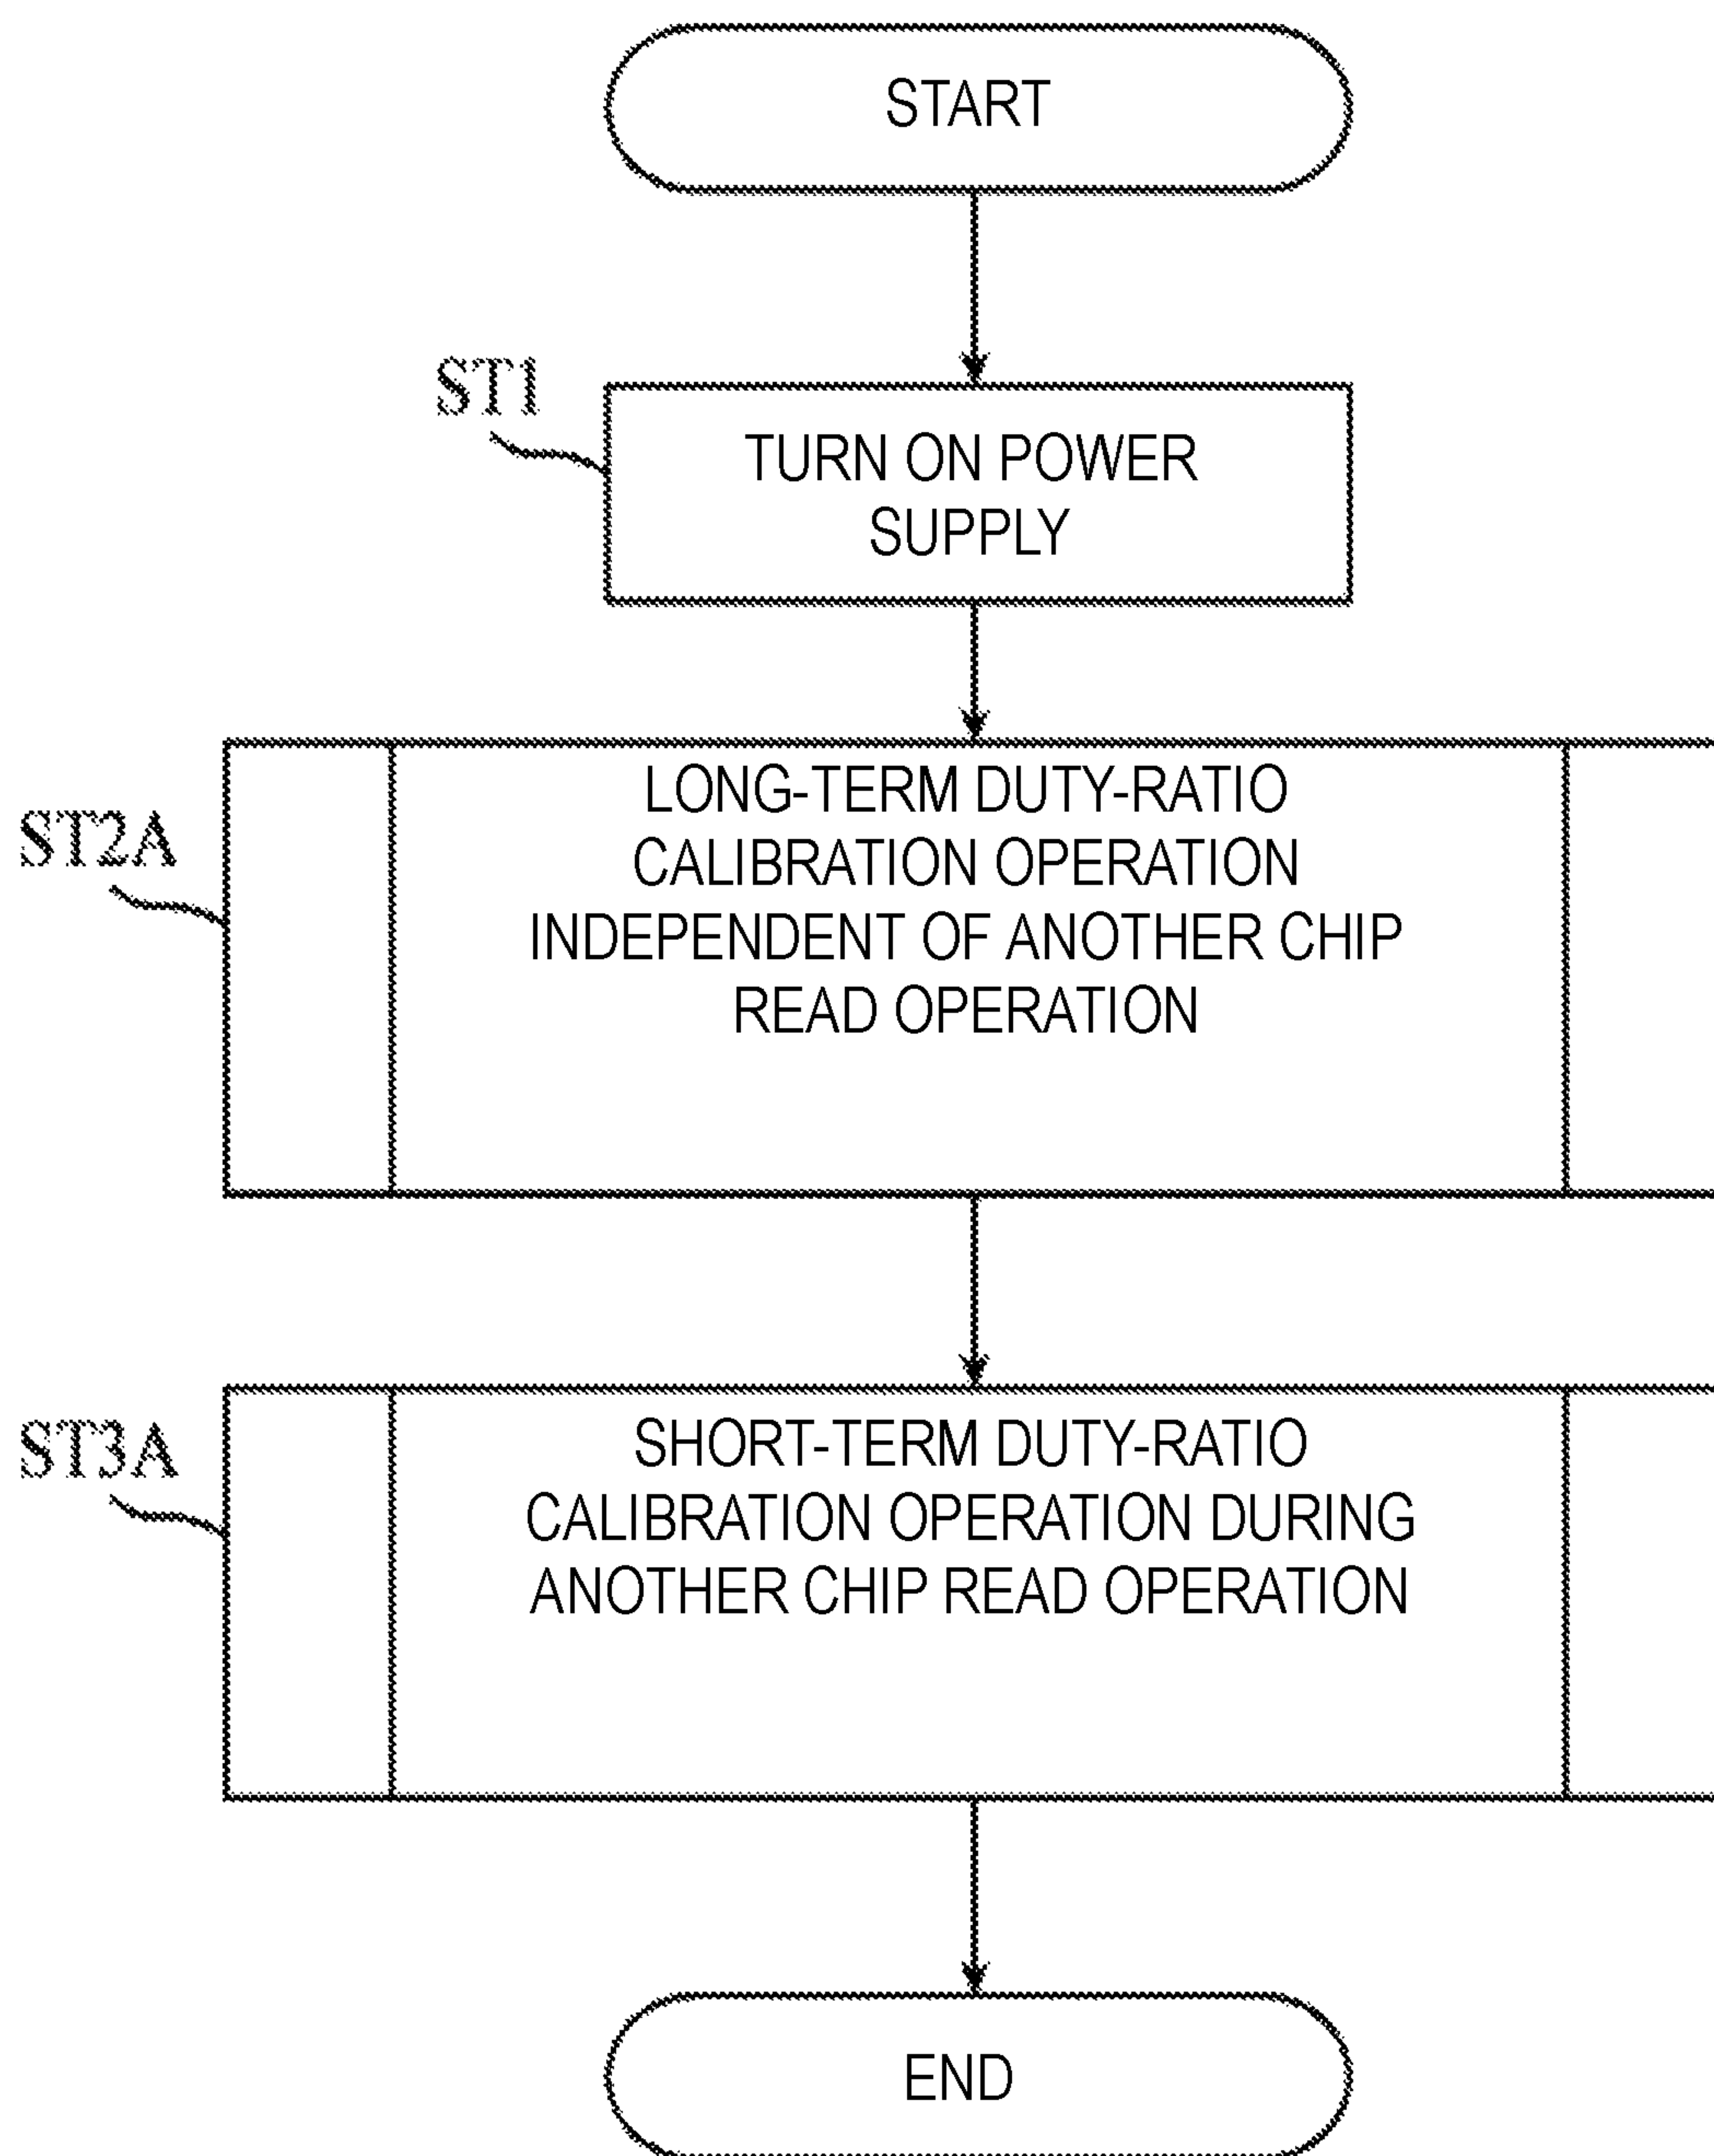 START
ST1
TURN ON POWER
SUPPLY
ST2A
LONG-TERM DUTY-RATIO
CALIBRATION OPERATION
INDEPENDENT OF ANOTHER CHIP
READ OPERATION
ST3A
SHORT-TERM DUTY-RATIO
CALIBRATION OPERATION DURING
ANOTHER CHIP READ OPERATION
END